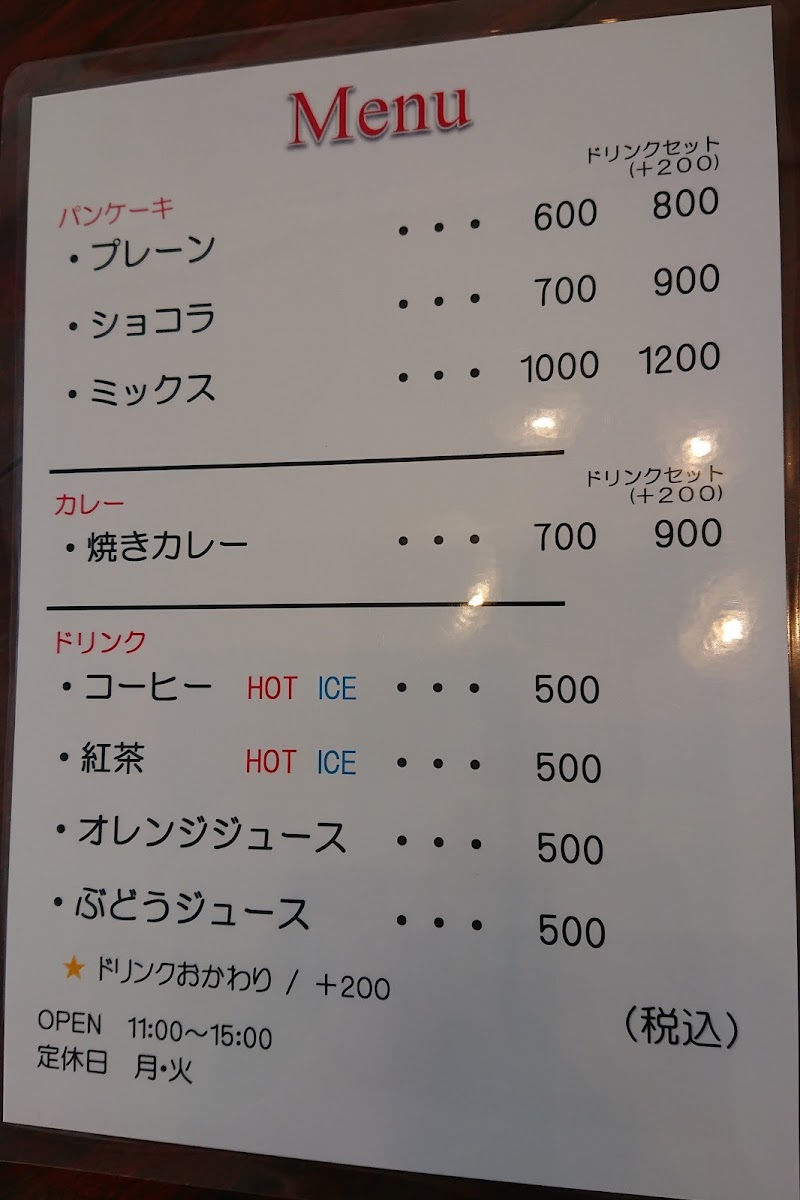 Menu
ドリンクセット
(+200)
パンケーキ
・プレーン ・・・ 600 800
・ショコラ ・・・ 700 900
・ミックス ・・・ 1000 1200
ドリンクセット
(+200)
カレー
・焼きカレー ・・・ 700 900
ドリンク
・コーヒー HOT ICE ・・・ 500
・紅茶 HOT ICE ・・・ 500
・オレンジジュース ・・・ 500
・ぶどうジュース ・・・ 500
★ ドリンクおかわり / +200
OPEN 11:00～15:00
定休日 月・火
(税込)